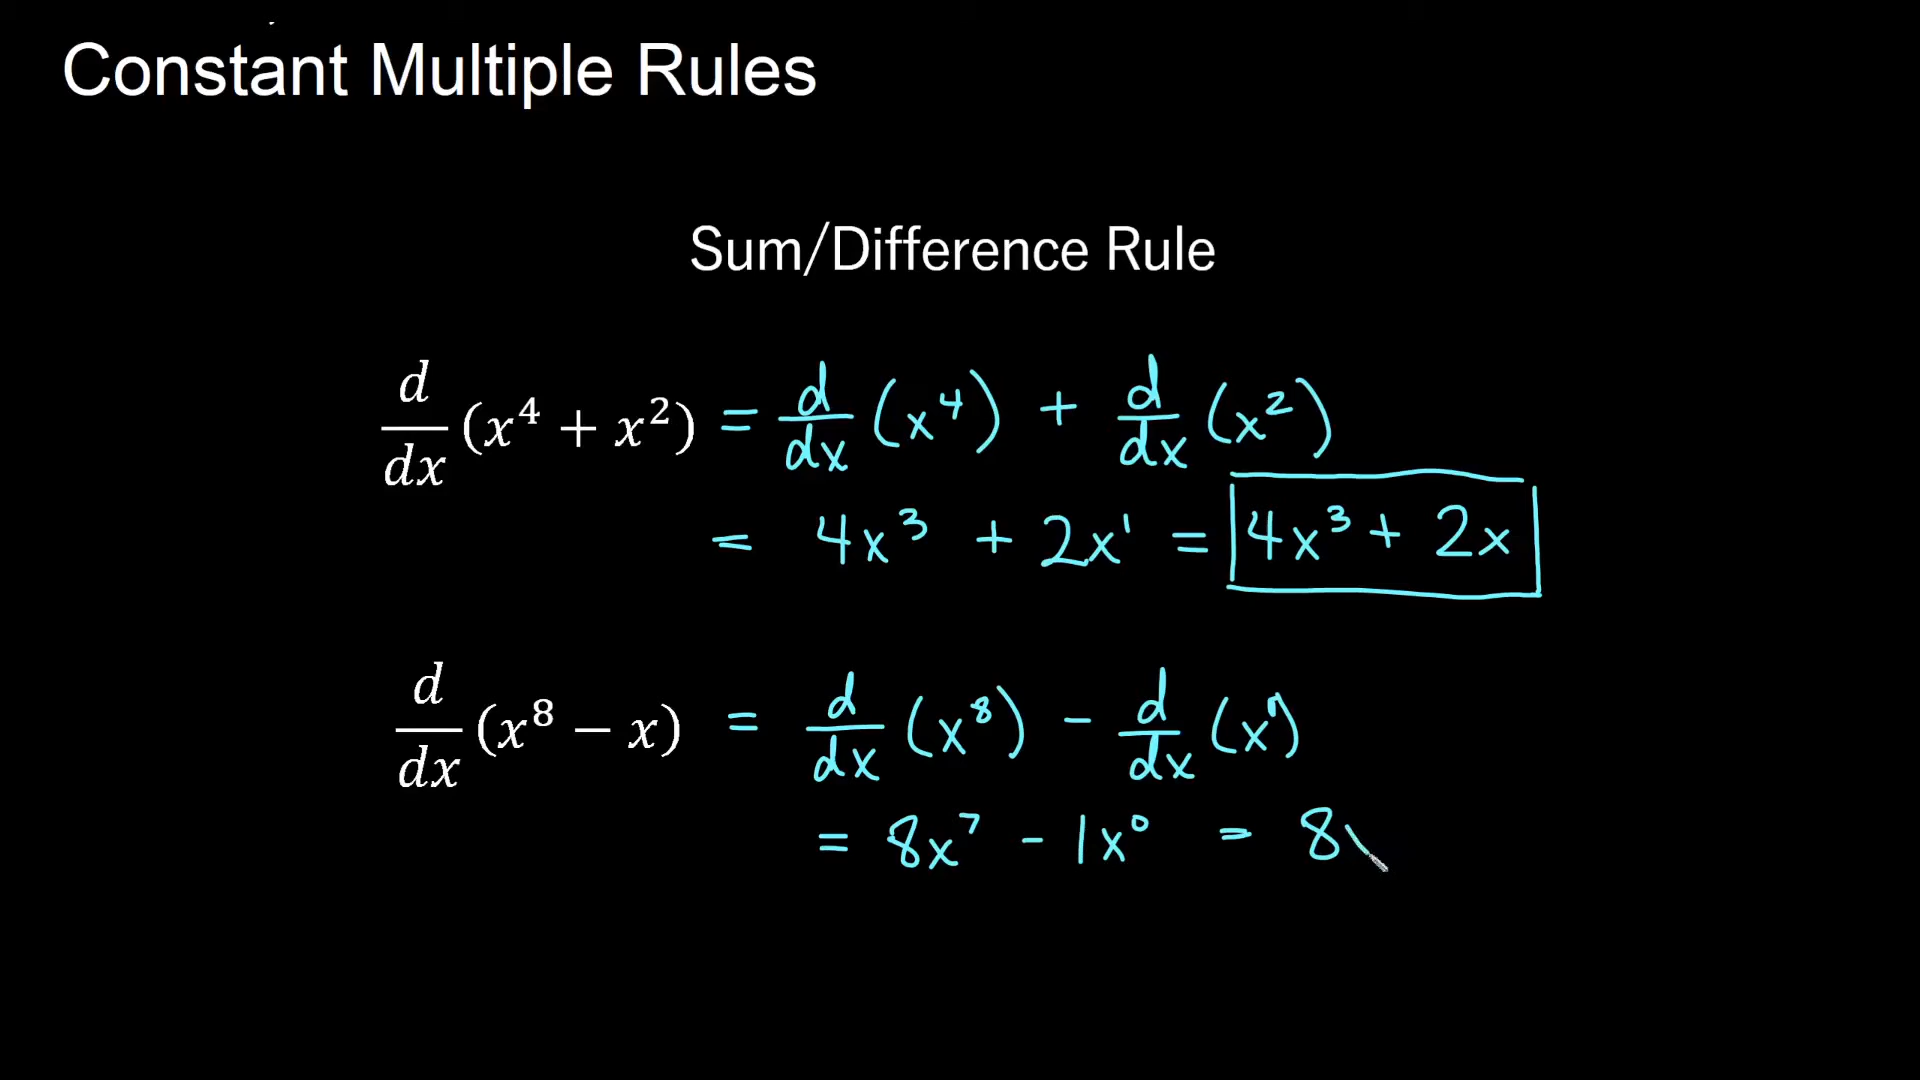 Constant Multiple Rules
Sum/Difference Rule
d/dx (x⁴ + x²) = d/dx (x⁴) + d/dx (x²)
= 4x³ + 2x¹ = 4x³ + 2x
d/dx (x⁸ − x) = d/dx (x⁸) - d/dx (x¹)
= 8x⁷ - 1x⁰ = 8